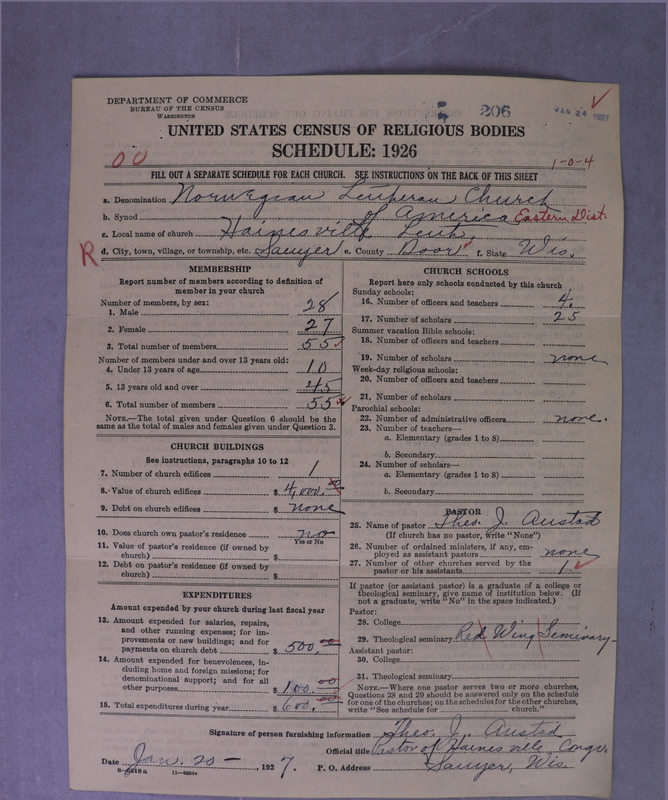 DEPARTMENT OF COMMERCE
BUREAU OF THE CENSUS
WASHINGTON
5 206 JAN 24 1927
UNITED STATES CENSUS OF RELIGIOUS BODIES
SCHEDULE: 1926
00 1-0-4
FILL OUT A SEPARATE SCHEDULE FOR EACH CHURCH. SEE INSTRUCTIONS ON THE BACK OF THIS SHEET
a. Denomination Norwegian Lutheran Church
b. Synod of America Eastern Dist.
c. Local name of church Hainesville Luth.
R d. City, town, village, or township, etc. Sawyer e. County Door f. State Wis.
MEMBERSHIP
Report number of members according to definition of
member in your church
Number of members, by sex:
1. Male 28
2. Female 27
3. Total number of members 55
Number of members under and over 13 years old:
4. Under 13 years of age 10
5. 13 years old and over 45
6. Total number of members 55
NOTE.—The total given under Question 6 should be the
same as the total of males and females given under Question 3.
CHURCH BUILDINGS
See instructions, paragraphs 10 to 12
7. Number of church edifices 1
8. Value of church edifices $ 4,000.00
9. Debt on church edifices $ none
10. Does church own pastor's residence? no
Yes or No
11. Value of pastor's residence (if owned by
church) $
12. Debt on pastor's residence (if owned by
church) $
EXPENDITURES
Amount expended by your church during last fiscal year
13. Amount expended for salaries, repairs,
and other running expenses; for im-
provements or new buildings; and for
payments on church debt $ 500.00
14. Amount expended for benevolences, in-
cluding home and foreign missions; for
denominational support; and for all
other purposes $ 100.00
15. Total expenditures during year $ 600.00
CHURCH SCHOOLS
Report here only schools conducted by this church
Sunday schools:
16. Number of officers and teachers 4.
17. Number of scholars 25
Summer vacation Bible schools:
18. Number of officers and teachers
19. Number of scholars none
Week-day religious schools:
20. Number of officers and teachers
21. Number of scholars
Parochial schools:
22. Number of administrative officers none.
23. Number of teachers—
a. Elementary (grades 1 to 8)
b. Secondary
24. Number of scholars—
a. Elementary (grades 1 to 8)
b. Secondary
PASTOR
25. Name of pastor Theo. J. Austad
(If church has no pastor, write "None")
26. Number of ordained ministers, if any, em-
ployed as assistant pastors none
27. Number of other churches served by the
pastor or his assistants 1
If pastor (or assistant pastor) is a graduate of a college or
theological seminary, give name of institution below. (If
not a graduate, write "No" in the space indicated.)
Pastor:
28. College
29. Theological seminary Red Wing Seminary
Assistant pastor:
30. College
31. Theological seminary
NOTE.—Where one pastor serves two or more churches,
Questions 28 and 29 should be answered only on the schedule
for one of the churches; on the schedules for the other churches,
write "See schedule for church."
Signature of person furnishing information Theo. J. Austad
Official title Pastor of Hainesville Congr.
Date Jan. 20 – , 1927. P. O. Address Sawyer, Wis.
11—90544